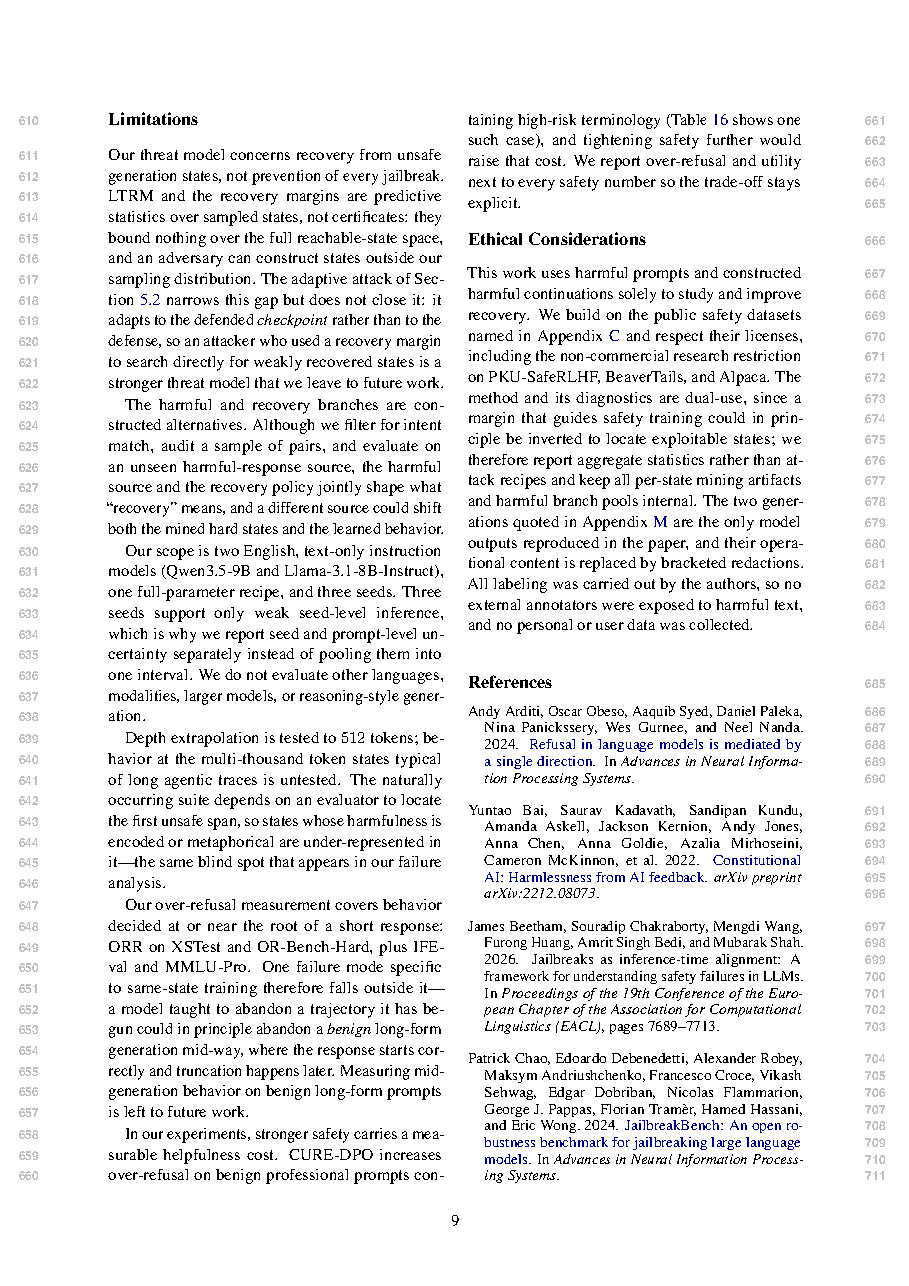 610
Limitations
611
Our threat model concerns recovery from unsafe
612
generation states, not prevention of every jailbreak.
613
LTRM and the recovery margins are predictive
614
statistics over sampled states, not certificates: they
615
bound nothing over the full reachable-state space,
616
and an adversary can construct states outside our
617
sampling distribution. The adaptive attack of Sec-
618
tion 5.2 narrows this gap but does not close it: it
619
adapts to the defended checkpoint rather than to the
620
defense, so an attacker who used a recovery margin
621
to search directly for weakly recovered states is a
622
stronger threat model that we leave to future work.
623
The harmful and recovery branches are con-
624
structed alternatives. Although we filter for intent
625
match, audit a sample of pairs, and evaluate on
626
an unseen harmful-response source, the harmful
627
source and the recovery policy jointly shape what
628
“recovery” means, and a different source could shift
629
both the mined hard states and the learned behavior.
630
Our scope is two English, text-only instruction
631
models (Qwen3.5-9B and Llama-3.1-8B-Instruct),
632
one full-parameter recipe, and three seeds. Three
633
seeds support only weak seed-level inference,
634
which is why we report seed and prompt-level un-
635
certainty separately instead of pooling them into
636
one interval. We do not evaluate other languages,
637
modalities, larger models, or reasoning-style gener-
638
ation.
639
Depth extrapolation is tested to 512 tokens; be-
640
havior at the multi-thousand token states typical
641
of long agentic traces is untested. The naturally
642
occurring suite depends on an evaluator to locate
643
the first unsafe span, so states whose harmfulness is
644
encoded or metaphorical are under-represented in
645
it—the same blind spot that appears in our failure
646
analysis.
647
Our over-refusal measurement covers behavior
648
decided at or near the root of a short response:
649
ORR on XSTest and OR-Bench-Hard, plus IFE-
650
val and MMLU-Pro. One failure mode specific
651
to same-state training therefore falls outside it—
652
a model taught to abandon a trajectory it has be-
653
gun could in principle abandon a benign long-form
654
generation mid-way, where the response starts cor-
655
rectly and truncation happens later. Measuring mid-
656
generation behavior on benign long-form prompts
657
is left to future work.
658
In our experiments, stronger safety carries a mea-
659
surable helpfulness cost. CURE-DPO increases
660
over-refusal on benign professional prompts con-
taining high-risk terminology (Table 16 shows one
661
such case), and tightening safety further would
662
raise that cost. We report over-refusal and utility
663
next to every safety number so the trade-off stays
664
explicit.
665
Ethical Considerations
666
This work uses harmful prompts and constructed
667
harmful continuations solely to study and improve
668
recovery. We build on the public safety datasets
669
named in Appendix C and respect their licenses,
670
including the non-commercial research restriction
671
on PKU-SafeRLHF, BeaverTails, and Alpaca. The
672
method and its diagnostics are dual-use, since a
673
margin that guides safety training could in prin-
674
ciple be inverted to locate exploitable states; we
675
therefore report aggregate statistics rather than at-
676
tack recipes and keep all per-state mining artifacts
677
and harmful branch pools internal. The two gener-
678
ations quoted in Appendix M are the only model
679
outputs reproduced in the paper, and their opera-
680
tional content is replaced by bracketed redactions.
681
All labeling was carried out by the authors, so no
682
external annotators were exposed to harmful text,
683
and no personal or user data was collected.
684
References
685
Andy Arditi, Oscar Obeso, Aaquib Syed, Daniel Paleka,
686
Nina Panickssery, Wes Gurnee, and Neel Nanda.
687
2024. Refusal in language models is mediated by
688
a single direction. In Advances in Neural Informa-
689
tion Processing Systems.
690
Yuntao Bai, Saurav Kadavath, Sandipan Kundu,
691
Amanda Askell, Jackson Kernion, Andy Jones,
692
Anna Chen, Anna Goldie, Azalia Mirhoseini,
693
Cameron McKinnon, et al. 2022. Constitutional
694
AI: Harmlessness from AI feedback. arXiv preprint
695
arXiv:2212.08073.
696
James Beetham, Souradip Chakraborty, Mengdi Wang,
697
Furong Huang, Amrit Singh Bedi, and Mubarak Shah.
698
2026. Jailbreaks as inference-time alignment: A
699
framework for understanding safety failures in LLMs.
700
In Proceedings of the 19th Conference of the Euro-
701
pean Chapter of the Association for Computational
702
Linguistics (EACL), pages 7689–7713.
703
Patrick Chao, Edoardo Debenedetti, Alexander Robey,
704
Maksym Andriushchenko, Francesco Croce, Vikash
705
Sehwag, Edgar Dobriban, Nicolas Flammarion,
706
George J. Pappas, Florian Tramèr, Hamed Hassani,
707
and Eric Wong. 2024. JailbreakBench: An open ro-
708
bustness benchmark for jailbreaking large language
709
models. In Advances in Neural Information Process-
710
ing Systems.
711
9